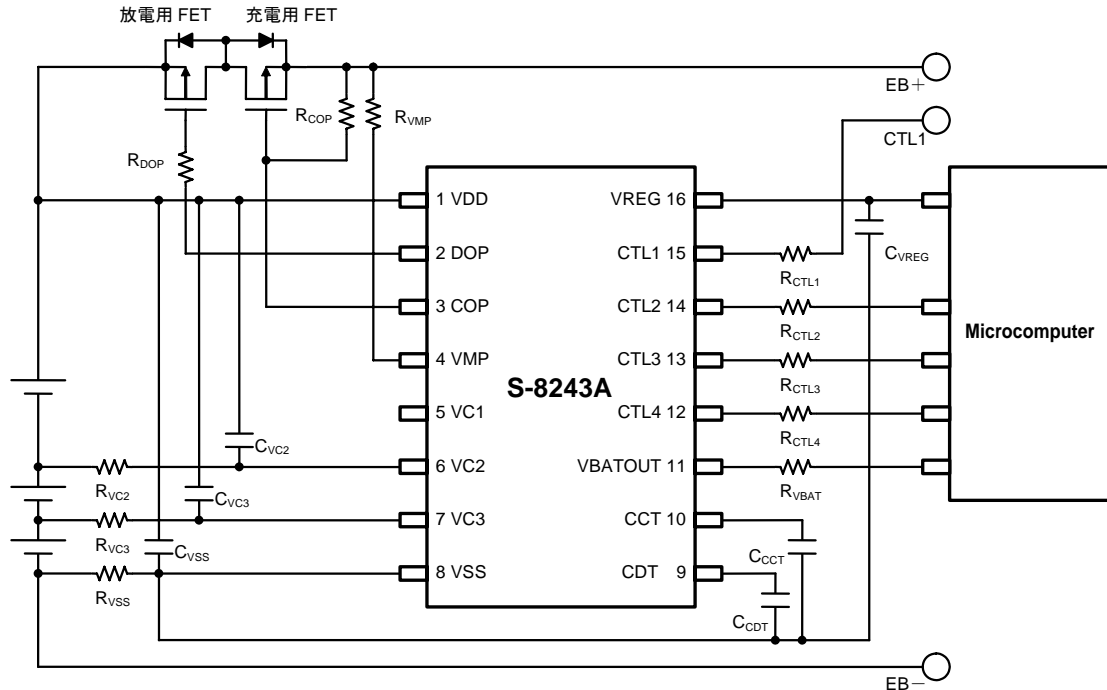 放電用 FET 充電用 FET
EB＋
RCOP
RVMP
CTL1
RDOP
1 VDD
VREG 16
2 DOP
CTL1 15
RCTL1
CVREG
3 COP
CTL2 14
RCTL2
Microcomputer
4 VMP
CTL3 13
RCTL3
S-8243A
5 VC1
CTL4 12
RCTL4
CVC2
6 VC2
VBATOUT 11
RVBAT
RVC2
CVC3
7 VC3
CCT 10
RVC3
CVSS
CCCT
8 VSS
CDT 9
RVSS
CCDT
EB－